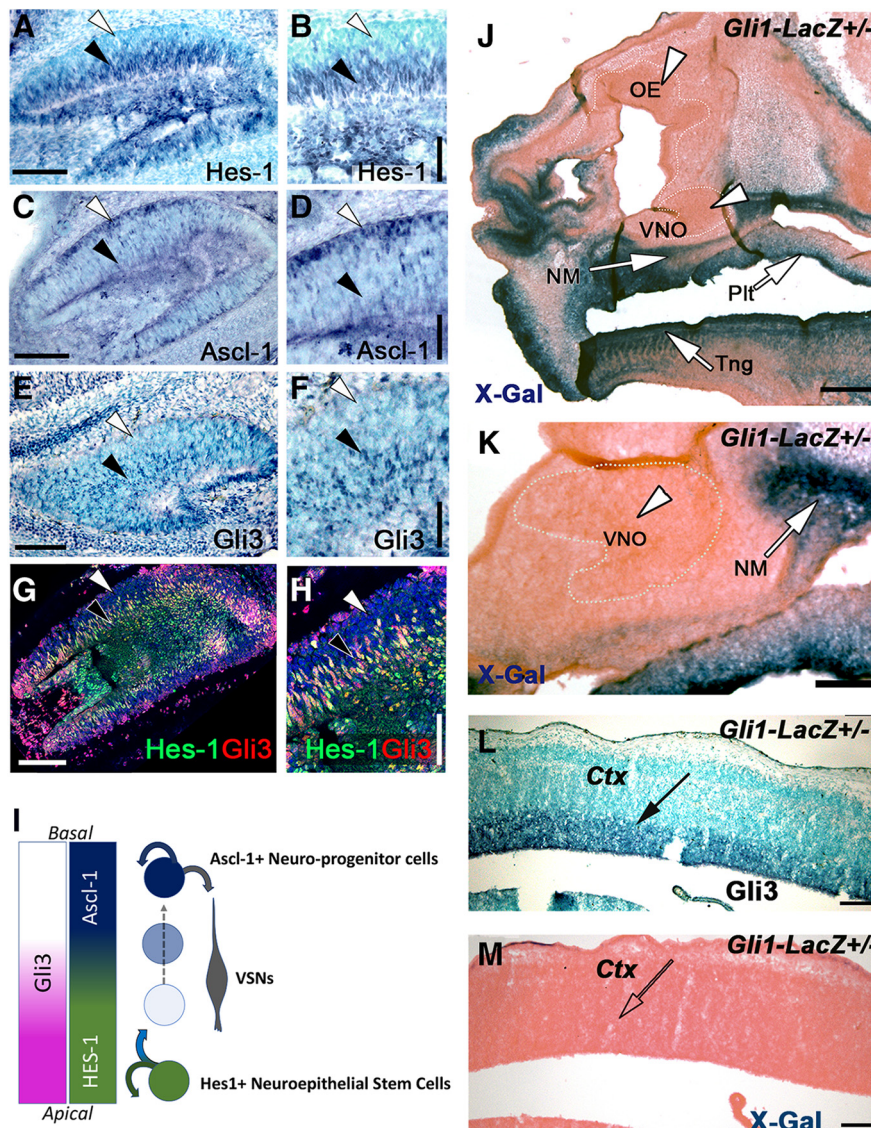 A
Hes-1
B
Hes-1
C
Ascl-1
D
Ascl-1
E
Gli3
F
Gli3
G
Hes-1Gli3
H
Hes-1Gli3
I
Basal
Ascl-1
Gli3
HES-1
Apical
Ascl-1+ Neuro-progenitor cells
VSNs
Hes1+ Neuroepithelial Stem Cells
J
Gli1-LacZ+/-
OE
VNO
NM
Plt
Tng
X-Gal
K
Gli1-LacZ+/-
VNO
NM
X-Gal
L
Gli1-LacZ+/-
Ctx
Gli3
M
Gli1-LacZ+/-
Ctx
X-Gal